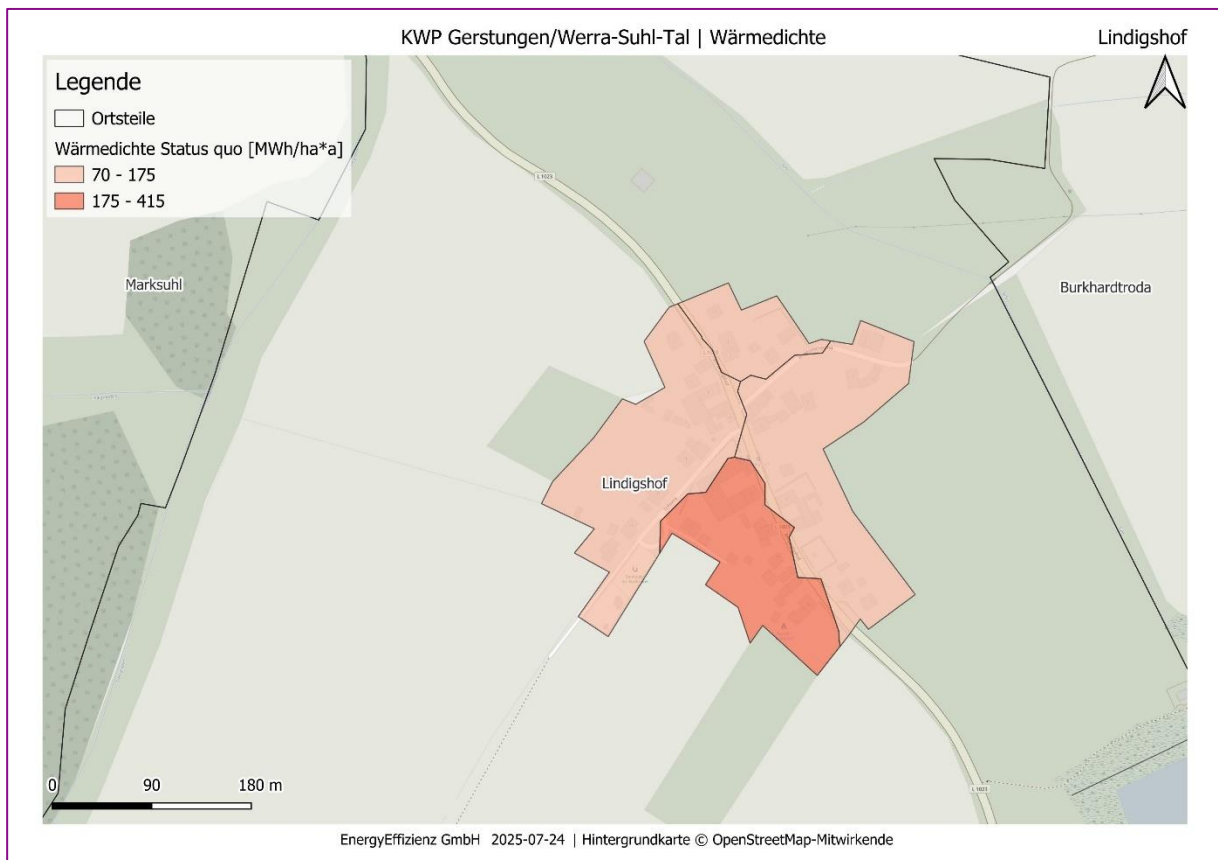 KWP Gerstungen/Werra-Suhl-Tal | Wärmedichte
Lindigshof
Legende
Ortsteile
Wärmedichte Status quo [MWh/ha*a]
70 - 175
175 - 415
L 1023
Marksuhl
Burkhardtroda
Lindigshof
L 1023
0 90 180 m
EnergyEffizienz GmbH 2025-07-24 | Hintergrundkarte © OpenStreetMap-Mitwirkende